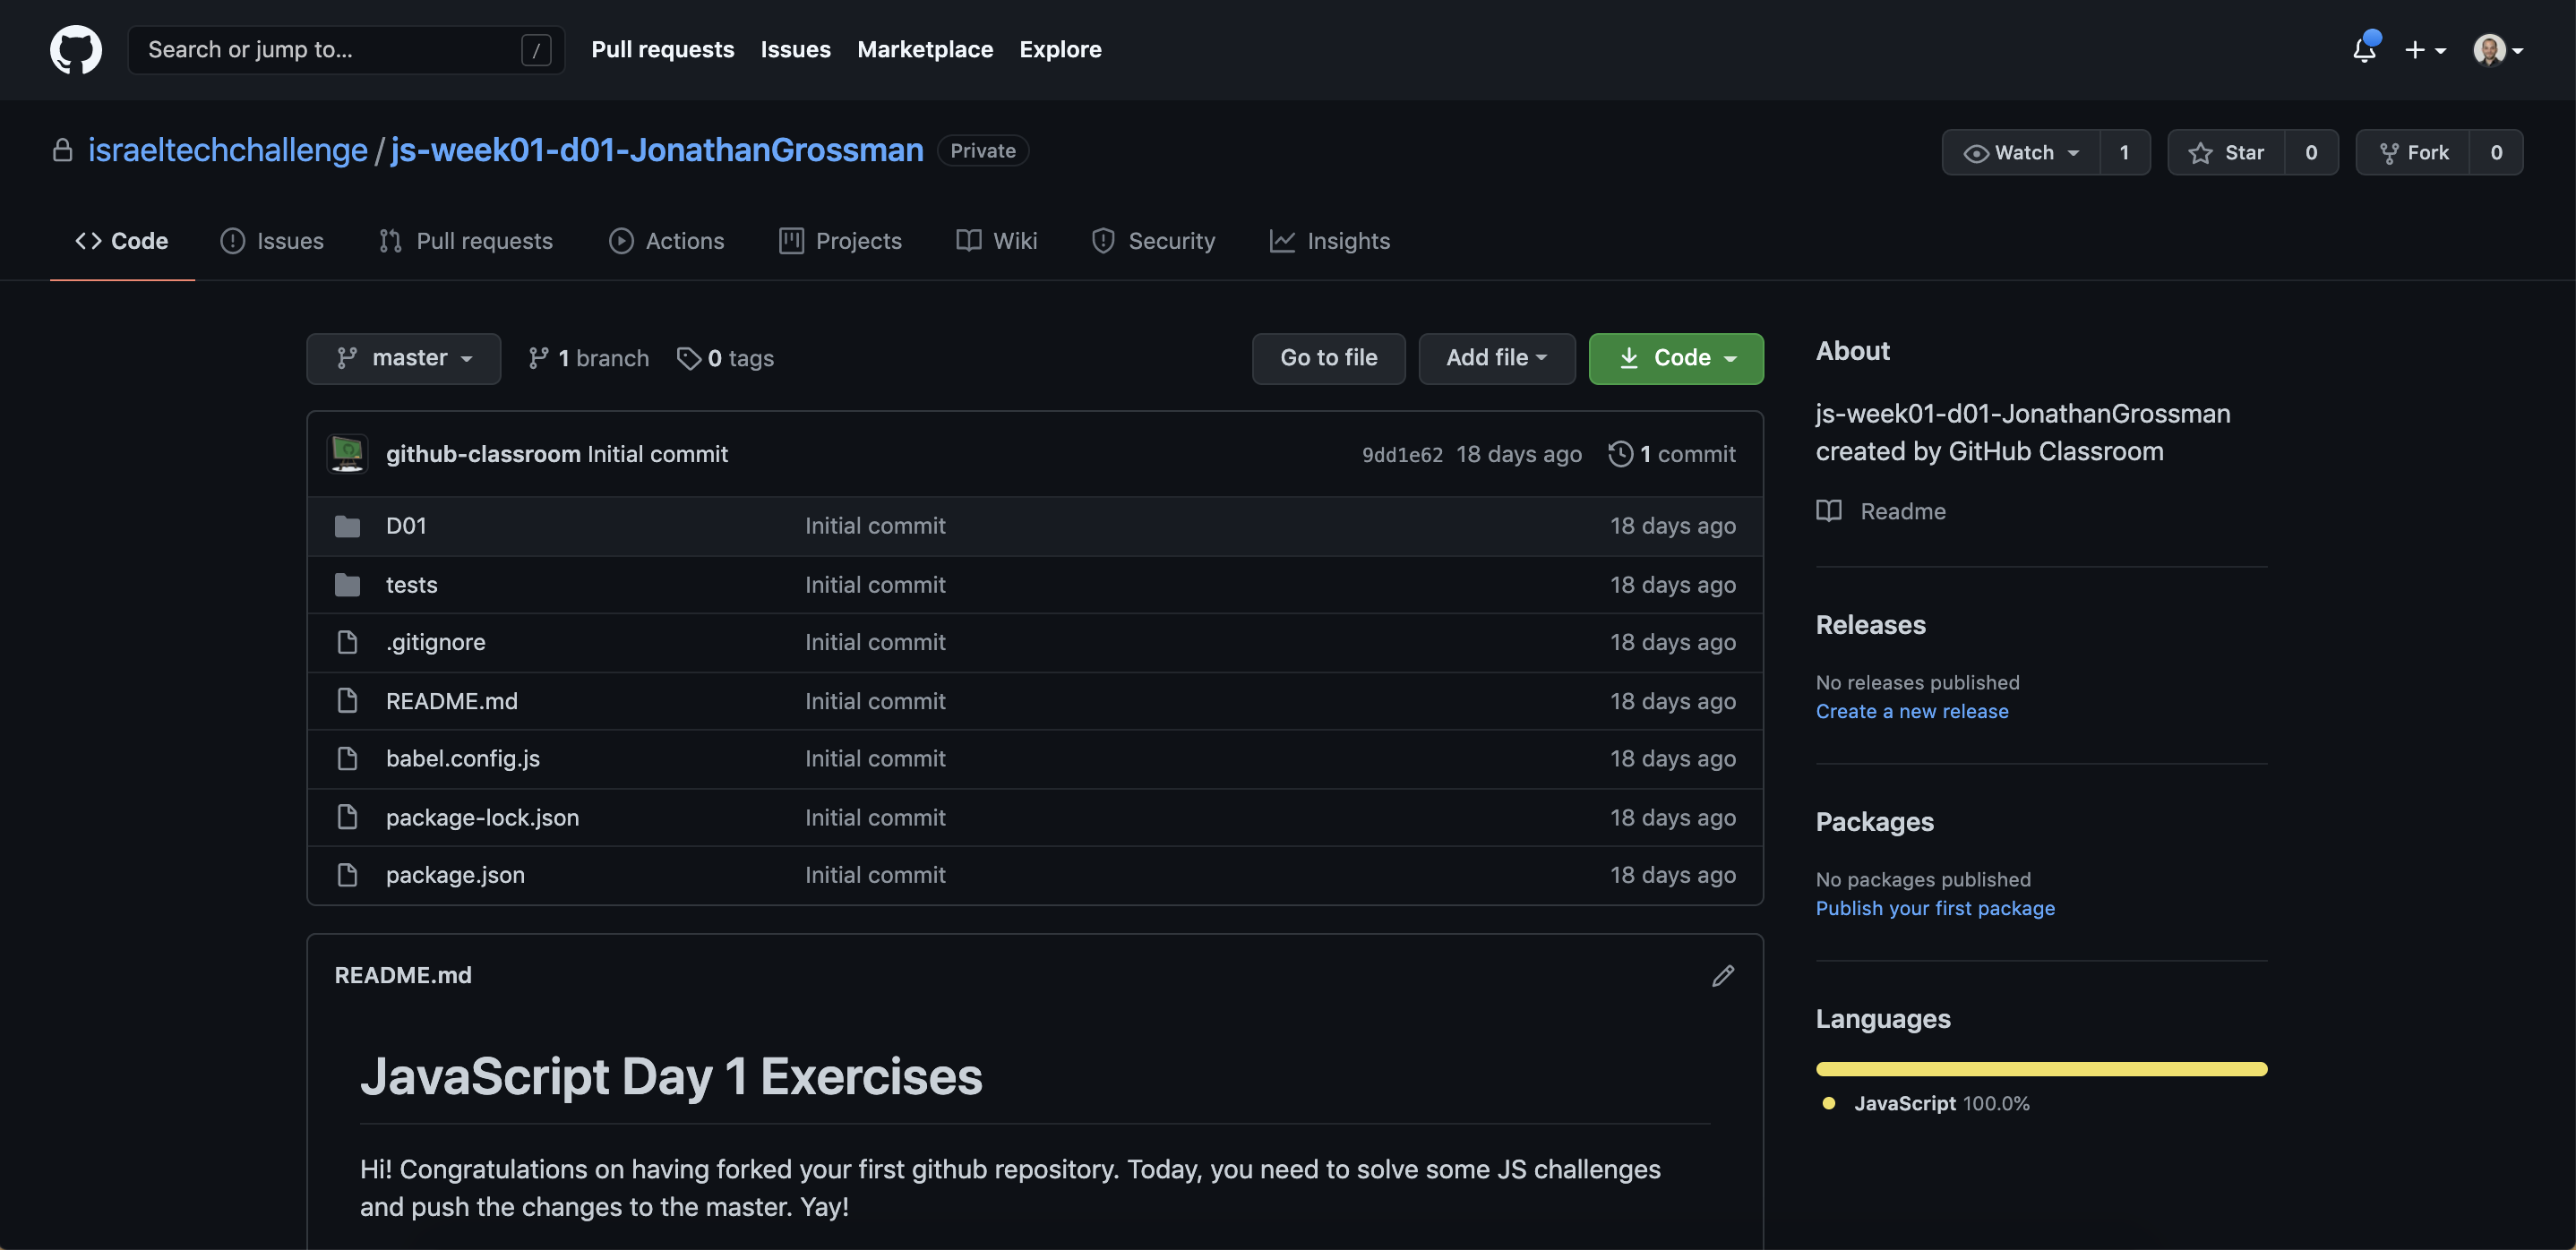 Search or jump to... /
Pull requests Issues Marketplace Explore
israeltechchallenge / js-week01-d01-JonathanGrossman Private
Watch 1 Star 0 Fork 0
Code Issues Pull requests Actions Projects Wiki Security Insights
master 1 branch 0 tags Go to file Add file Code
github-classroom Initial commit 9dd1e62 18 days ago 1 commit
D01 Initial commit 18 days ago
tests Initial commit 18 days ago
.gitignore Initial commit 18 days ago
README.md Initial commit 18 days ago
babel.config.js Initial commit 18 days ago
package-lock.json Initial commit 18 days ago
package.json Initial commit 18 days ago
README.md
JavaScript Day 1 Exercises
Hi! Congratulations on having forked your first github repository. Today, you need to solve some JS challenges
and push the changes to the master. Yay!
About
js-week01-d01-JonathanGrossman
created by GitHub Classroom
Readme
Releases
No releases published
Create a new release
Packages
No packages published
Publish your first package
Languages
JavaScript 100.0%